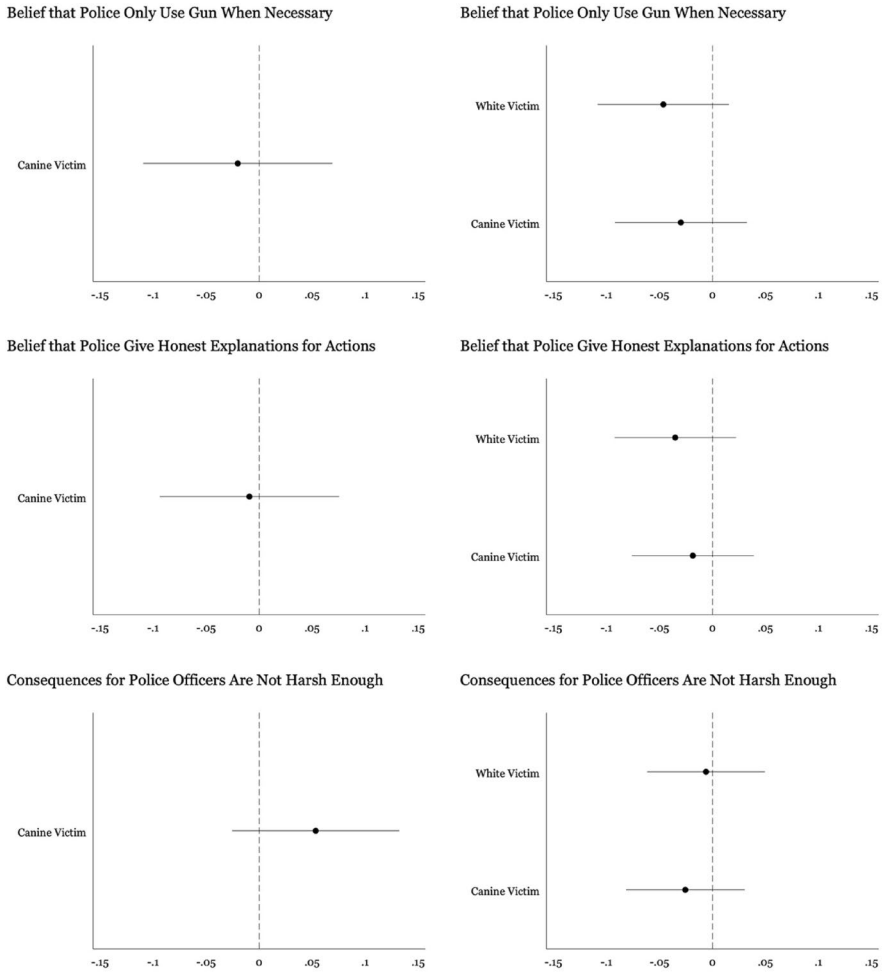 Belief that Police Only Use Gun When Necessary
Canine Victim
-.15 -.1 -.05 0 .05 .1 .15
Belief that Police Only Use Gun When Necessary
White Victim
Canine Victim
-.15 -.1 -.05 0 .05 .1 .15
Belief that Police Give Honest Explanations for Actions
Canine Victim
-.15 -.1 -.05 0 .05 .1 .15
Belief that Police Give Honest Explanations for Actions
White Victim
Canine Victim
-.15 -.1 -.05 0 .05 .1 .15
Consequences for Police Officers Are Not Harsh Enough
Canine Victim
-.15 -.1 -.05 0 .05 .1 .15
Consequences for Police Officers Are Not Harsh Enough
White Victim
Canine Victim
-.15 -.1 -.05 0 .05 .1 .15